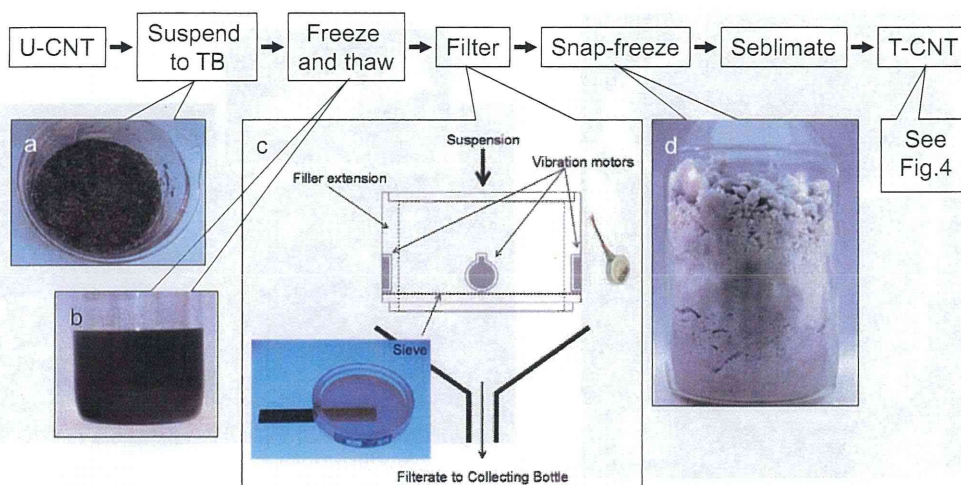 U-CNT
Suspend
to TB
Freeze
and thaw
Filter
Snap-freeze
Seblimate
T-CNT
See
Fig.4
a
b
c
Suspension
Vibration motors
Filler extension
Sieve
Filterate to Collecting Bottle
d